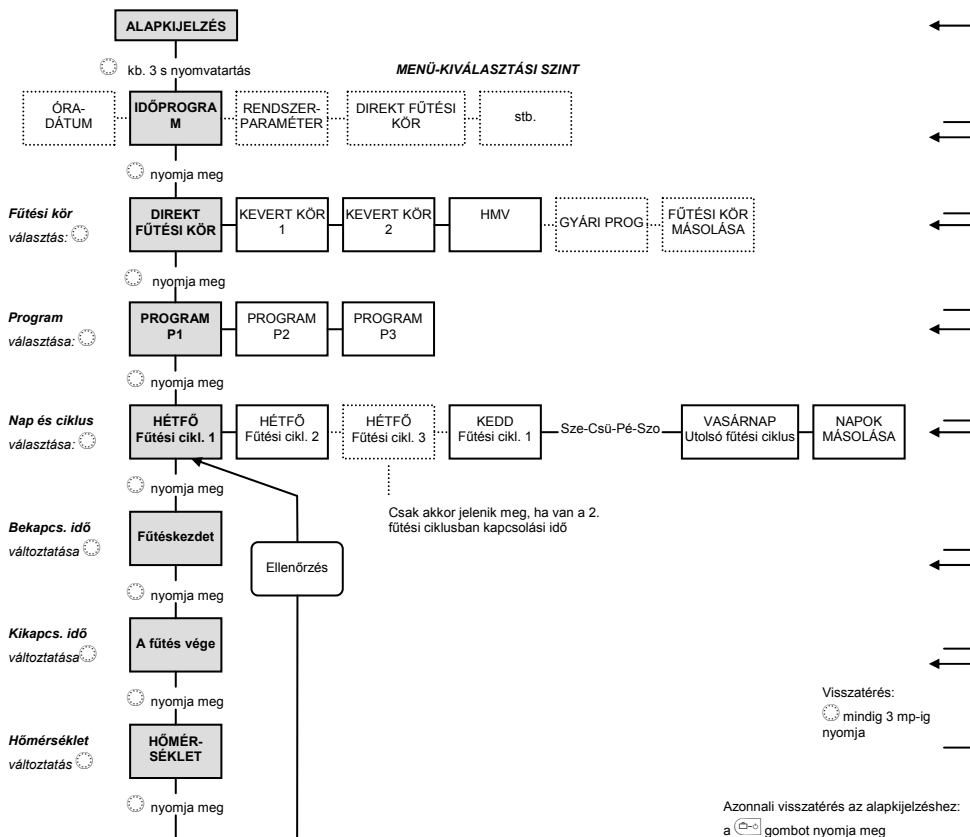 ALAPKIJELZÉS
kb. 3 s nyomvatartás
MENÜ-KIVÁLASZTÁSI SZINT
ÓRA-
DÁTUM
IDŐPROGRA
M
RENDSZER-
PARAMÉTER
DIREKT FŰTÉSI
KÖR
stb.
nyomja meg
Fűtési kör
választás:
DIREKT
FŰTÉSI KÖR
KEVERT KÖR
1
KEVERT KÖR
2
HMV
GYÁRI PROG
FŰTÉSI KÖR
MÁSOLÁSA
nyomja meg
Program
választása:
PROGRAM
P1
PROGRAM
P2
PROGRAM
P3
nyomja meg
Nap és ciklus
választása:
HÉTFŐ
Fűtési cikl. 1
HÉTFŐ
Fűtési cikl. 2
HÉTFŐ
Fűtési cikl. 3
KEDD
Fűtési cikl. 1
Sze-Csü-Pé-Szo
VASÁRNAP
Utolsó fűtési ciklus
NAPOK
MÁSOLÁSA
nyomja meg
Csak akkor jelenik meg, ha van a 2.
fűtési ciklusban kapcsolási idő
Bekapcs. idő
változtatása
Fűtéskezdet
Ellenőrzés
nyomja meg
Kikapcs. idő
változtatása
A fűtés vége
nyomja meg
Visszatérés:
mindig 3 mp-ig
nyomja
Hőmérséklet
változtatás
HŐMÉR-
SÉKLET
nyomja meg
Azonnali visszatérés az alapkijelzéshez:
a gombot nyomja meg